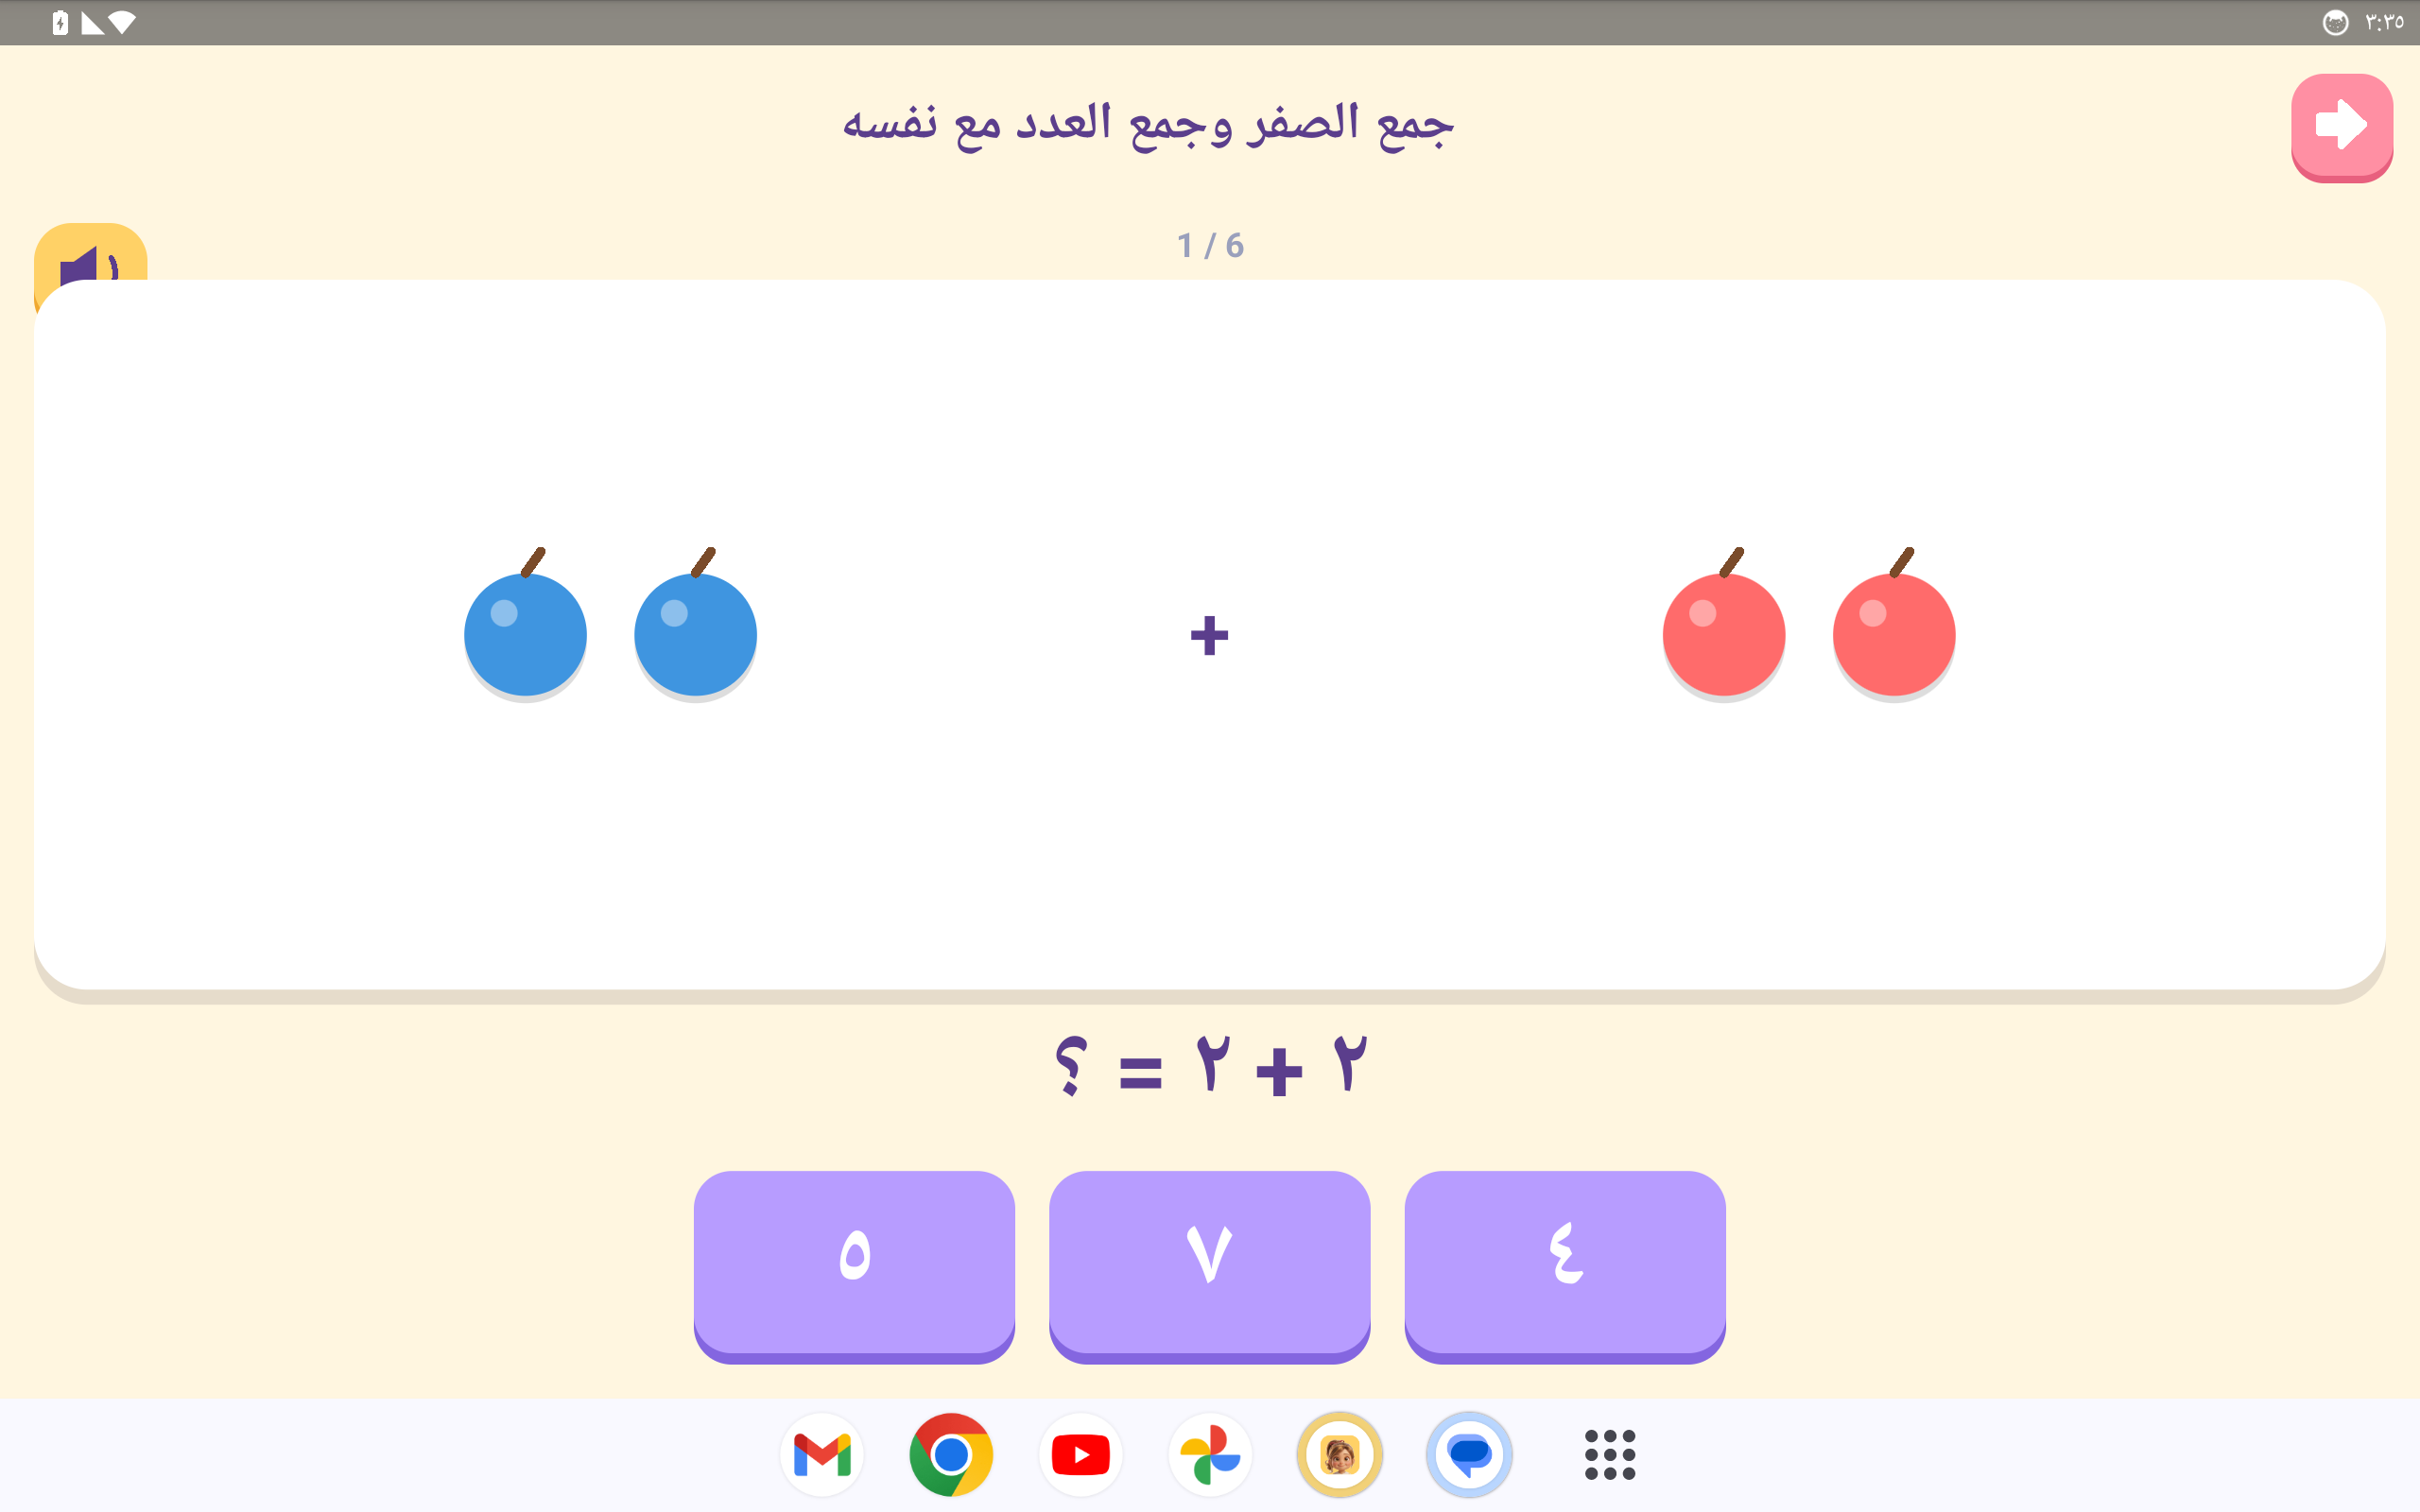 ٣:٣٥
جمع الصفر وجمع العدد مع نفسه
1 / 6
+
٢ + ٢ = ؟
٤ ٧ ٥